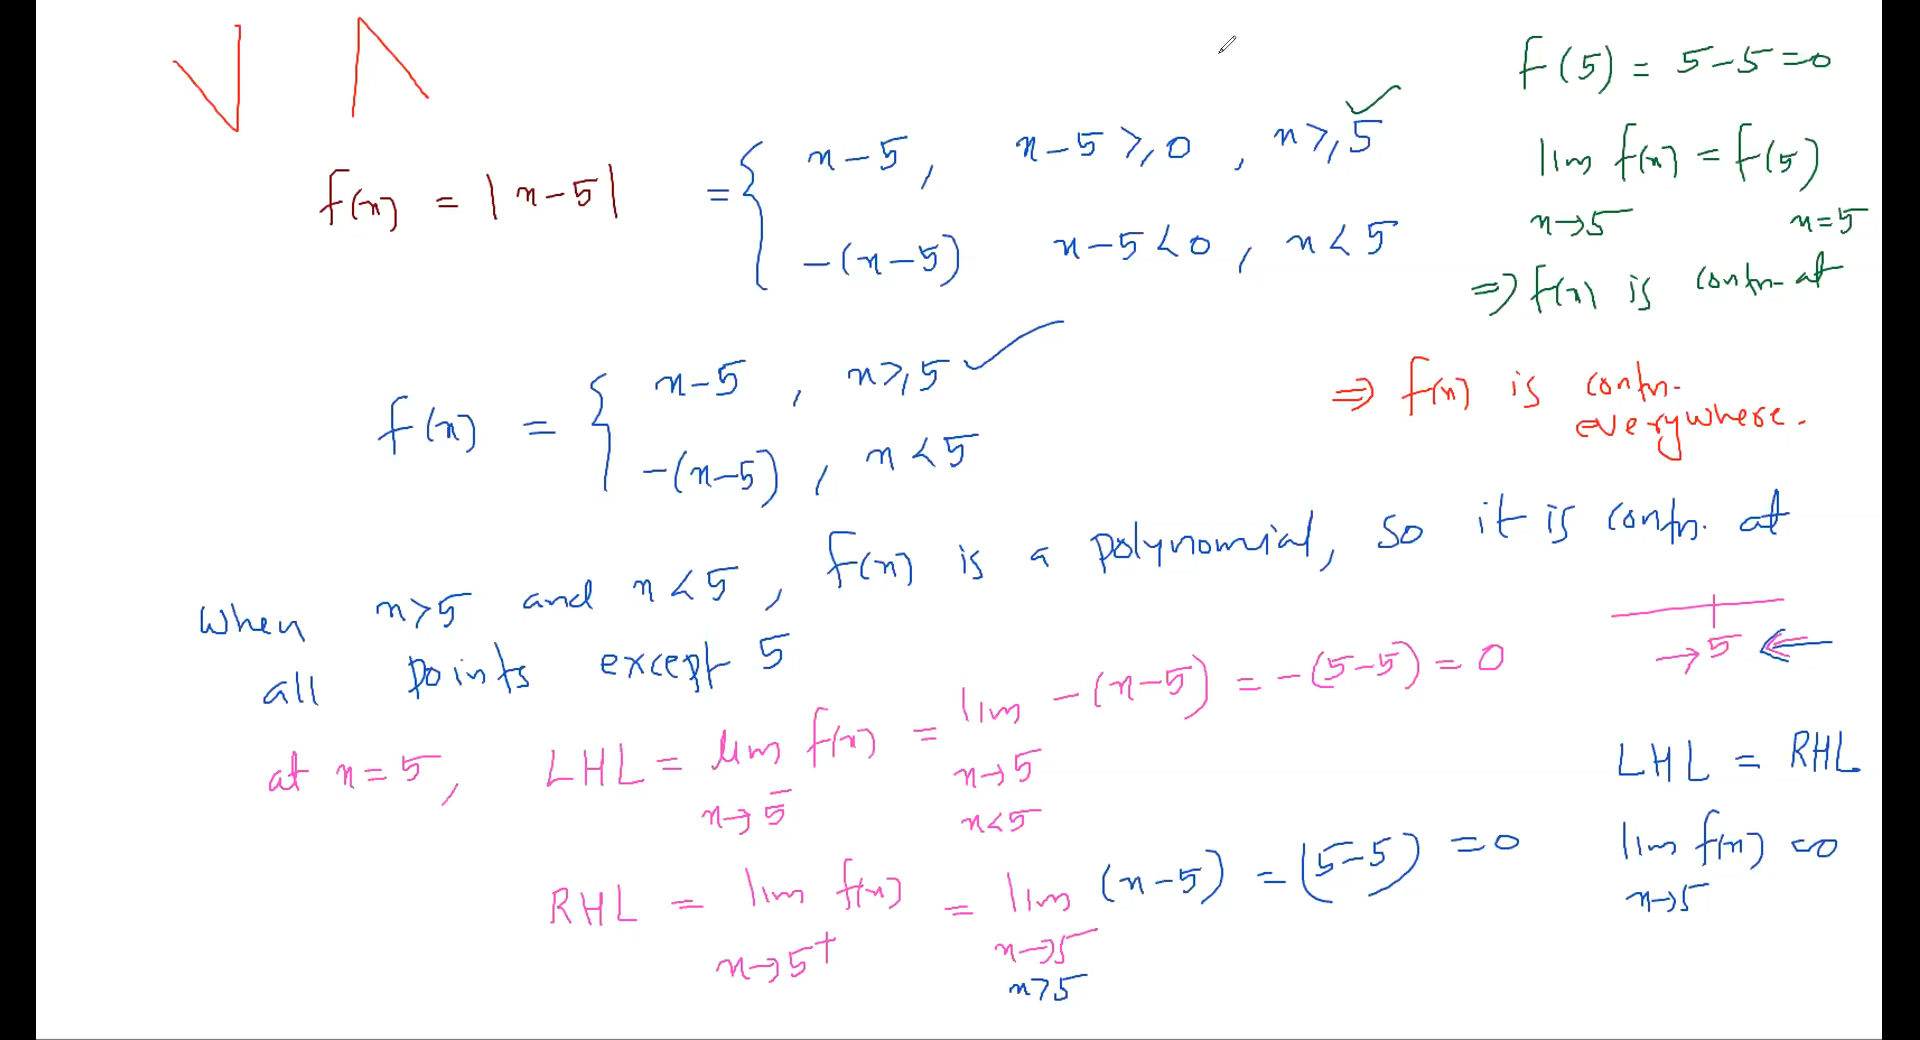 f(x) = |x-5| = { x-5, x-5 ≥ 0, x ≥ 5 ✓
-(x-5) x-5 < 0, x < 5
f(x) = { x-5, x ≥ 5 ✓
-(x-5), x < 5
When x > 5 and x < 5, f(x) is a polynomial, so it is contn. at
all points except 5
at x = 5, LHL = lim f(x) = lim -(x-5) = -(5-5) = 0
x→5⁻ x→5
x<5
RHL = lim f(x) = lim (x-5) = (5-5) = 0
x→5+ x→5
x>5
→ 5 ←
LHL = RHL
lim f(x) = 0
x→5
f(5) = 5-5 = 0
lim f(x) = f(5)
x→5 x=5
⇒ f(x) is contn. at
⇒ f(x) is contn.
everywhere.